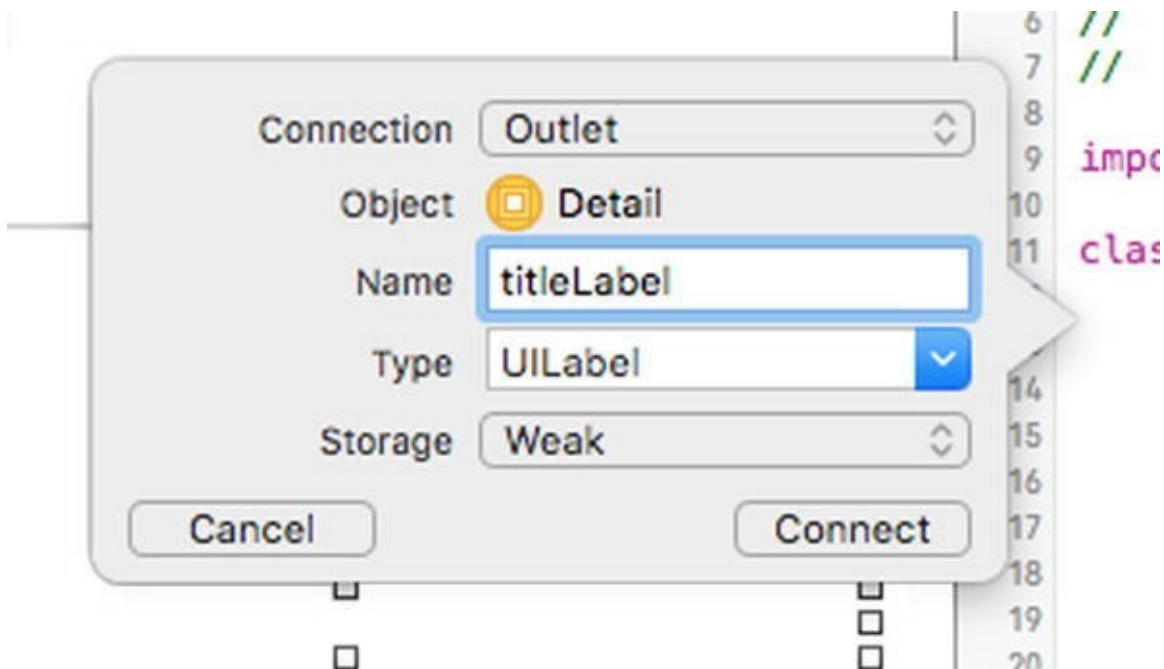 6 //
7 //
8
Connection Outlet
9 impo
Object Detail
10
11 clas
Name titleLabel
Type UILabel
14
Storage Weak
15
16
Cancel Connect
17
18
19
20